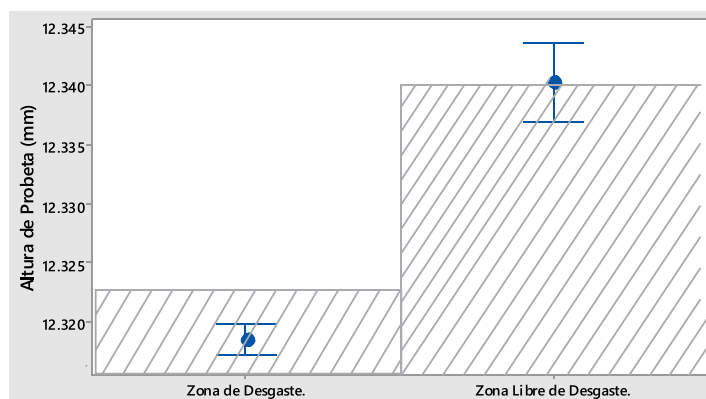 12.345
12.340
12.335
12.330
12.325
12.320
Altura de Probeta (mm)
Zona de Desgaste.
Zona Libre de Desgaste.